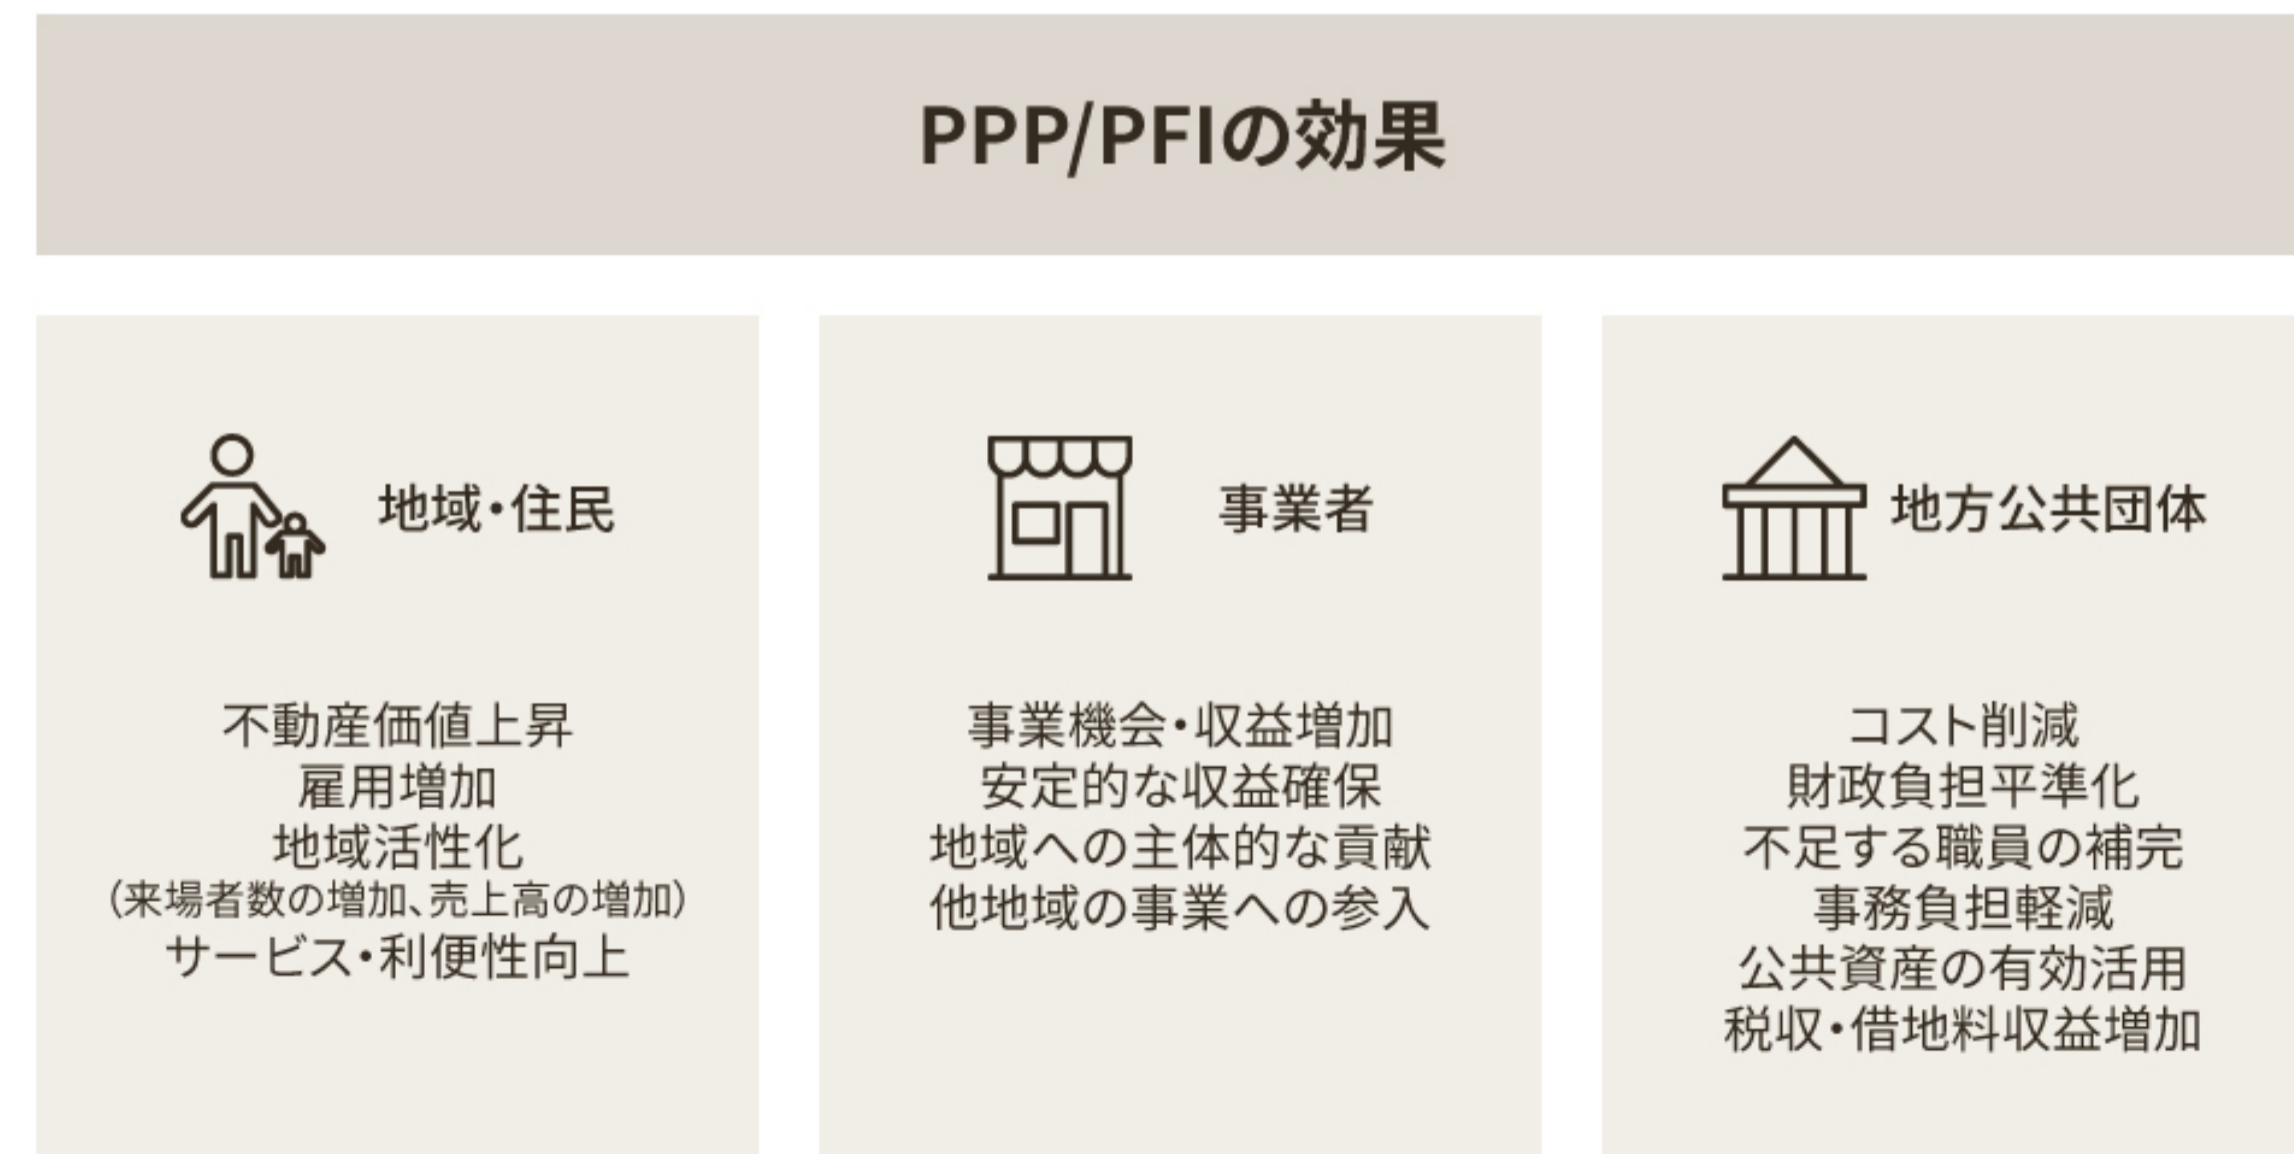 PPP/PFIの効果
地域・住民
不動産価値上昇
雇用増加
地域活性化
（来場者数の増加、売上高の増加）
サービス・利便性向上
事業者
事業機会・収益増加
安定的な収益確保
地域への主体的な貢献
他地域の事業への参入
地方公共団体
コスト削減
財政負担平準化
不足する職員の補完
事務負担軽減
公共資産の有効活用
税収・借地料収益増加